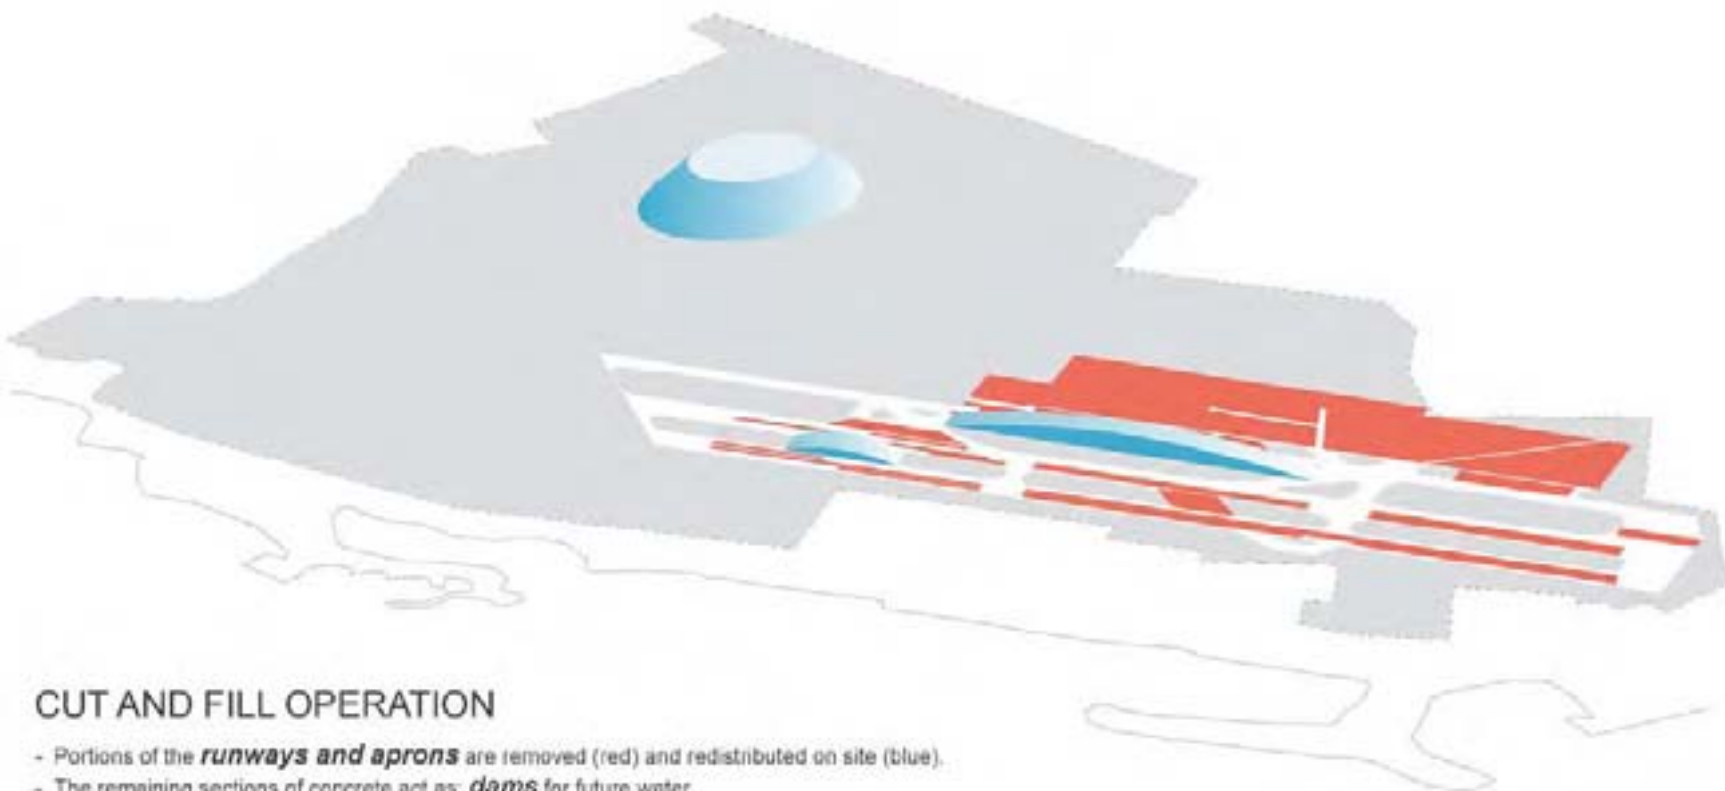 CUT AND FILL OPERATION
- Portions of the runways and aprons are removed (red) and redistributed on site (blue).
- The remaining sections of concrete act as: dams for future water